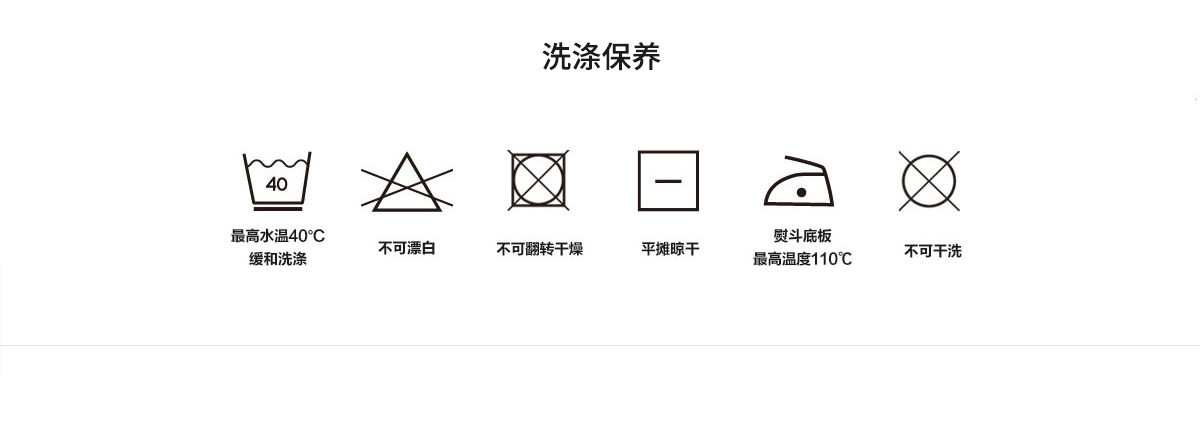 洗涤保养
40
最高水温40℃
缓和洗涤
不可漂白
不可翻转干燥
平摊晾干
熨斗底板
最高温度110℃
不可干洗